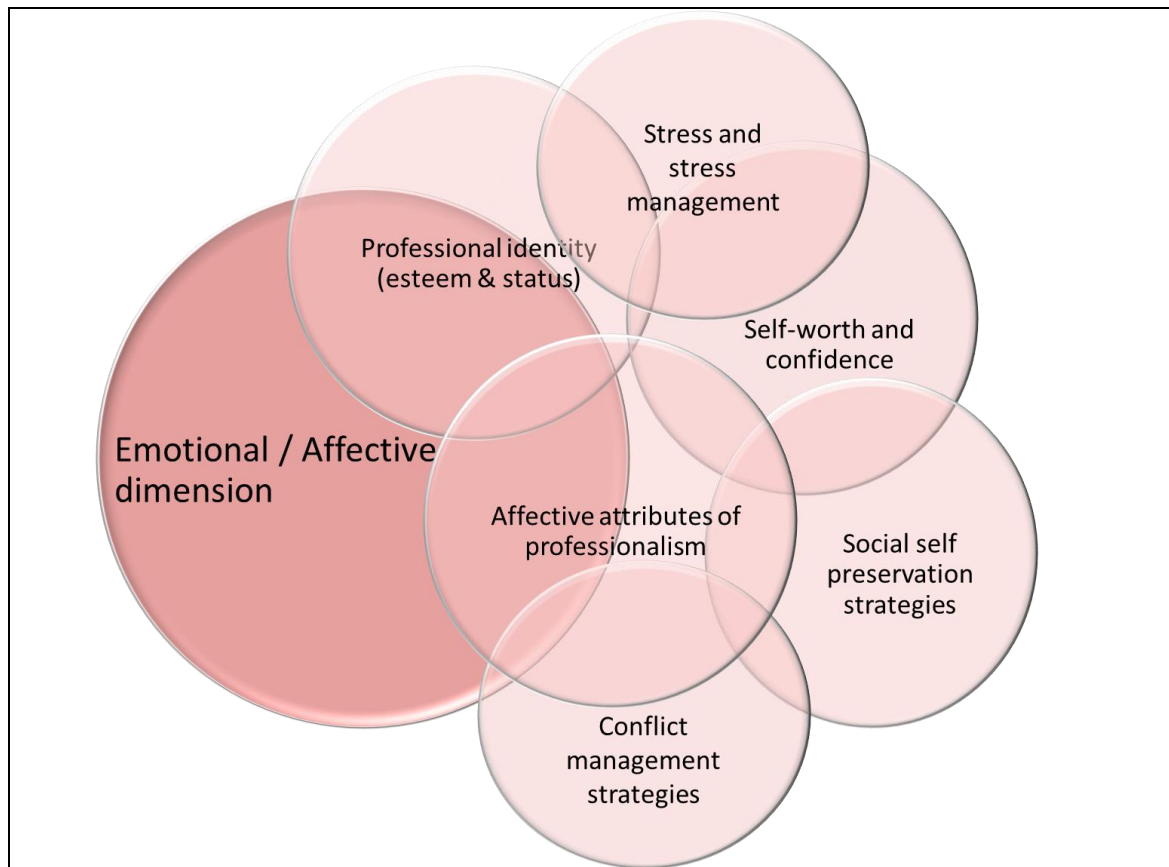 Stress and
stress
management
Professional identity
(esteem & status)
Self-worth and
confidence
Emotional / Affective
dimension
Affective attributes of
professionalism
Social self
preservation
strategies
Conflict
management
strategies